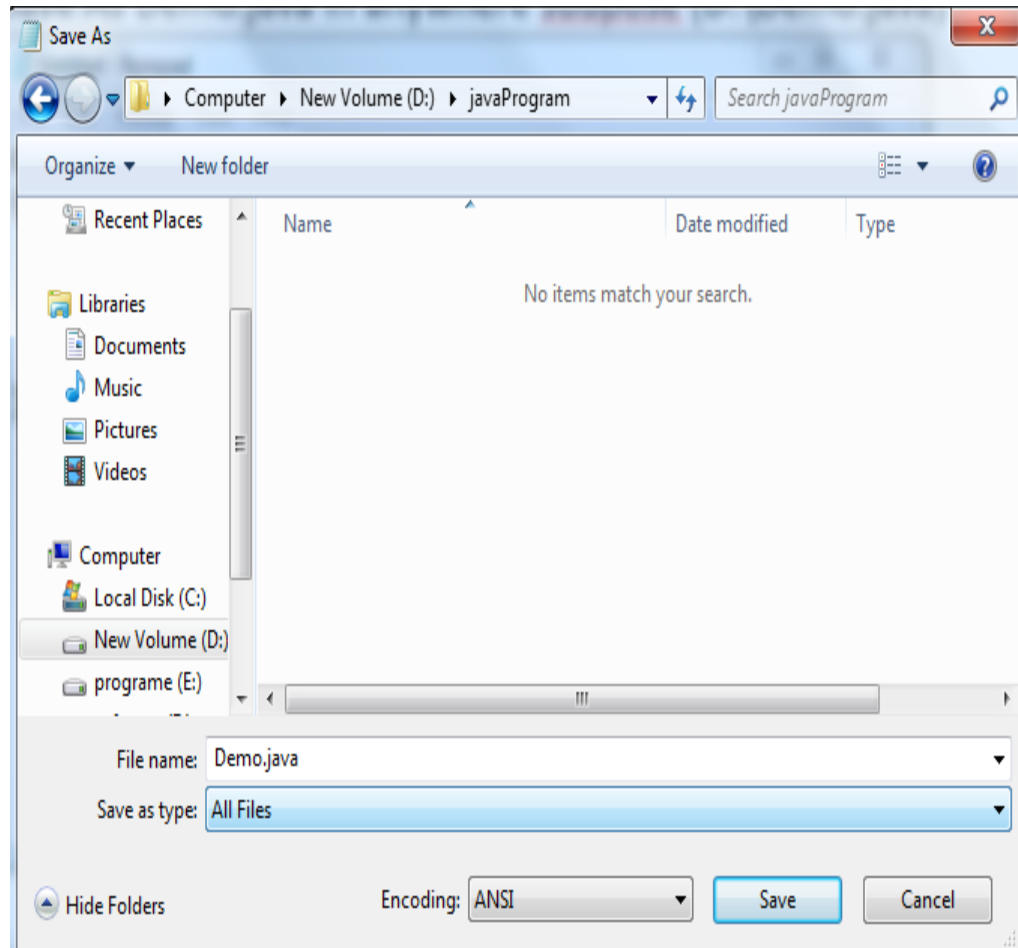 Save As
Computer New Volume (D:) javaProgram Search javaProgram
Organize New folder
Name Date modified Type
No items match your search.
Recent Places
Libraries
Documents
Music
Pictures
Videos
Computer
Local Disk (C:)
New Volume (D:)
programe (E:)
File name: Demo.java
Save as type: All Files
Hide Folders Encoding: ANSI Save Cancel